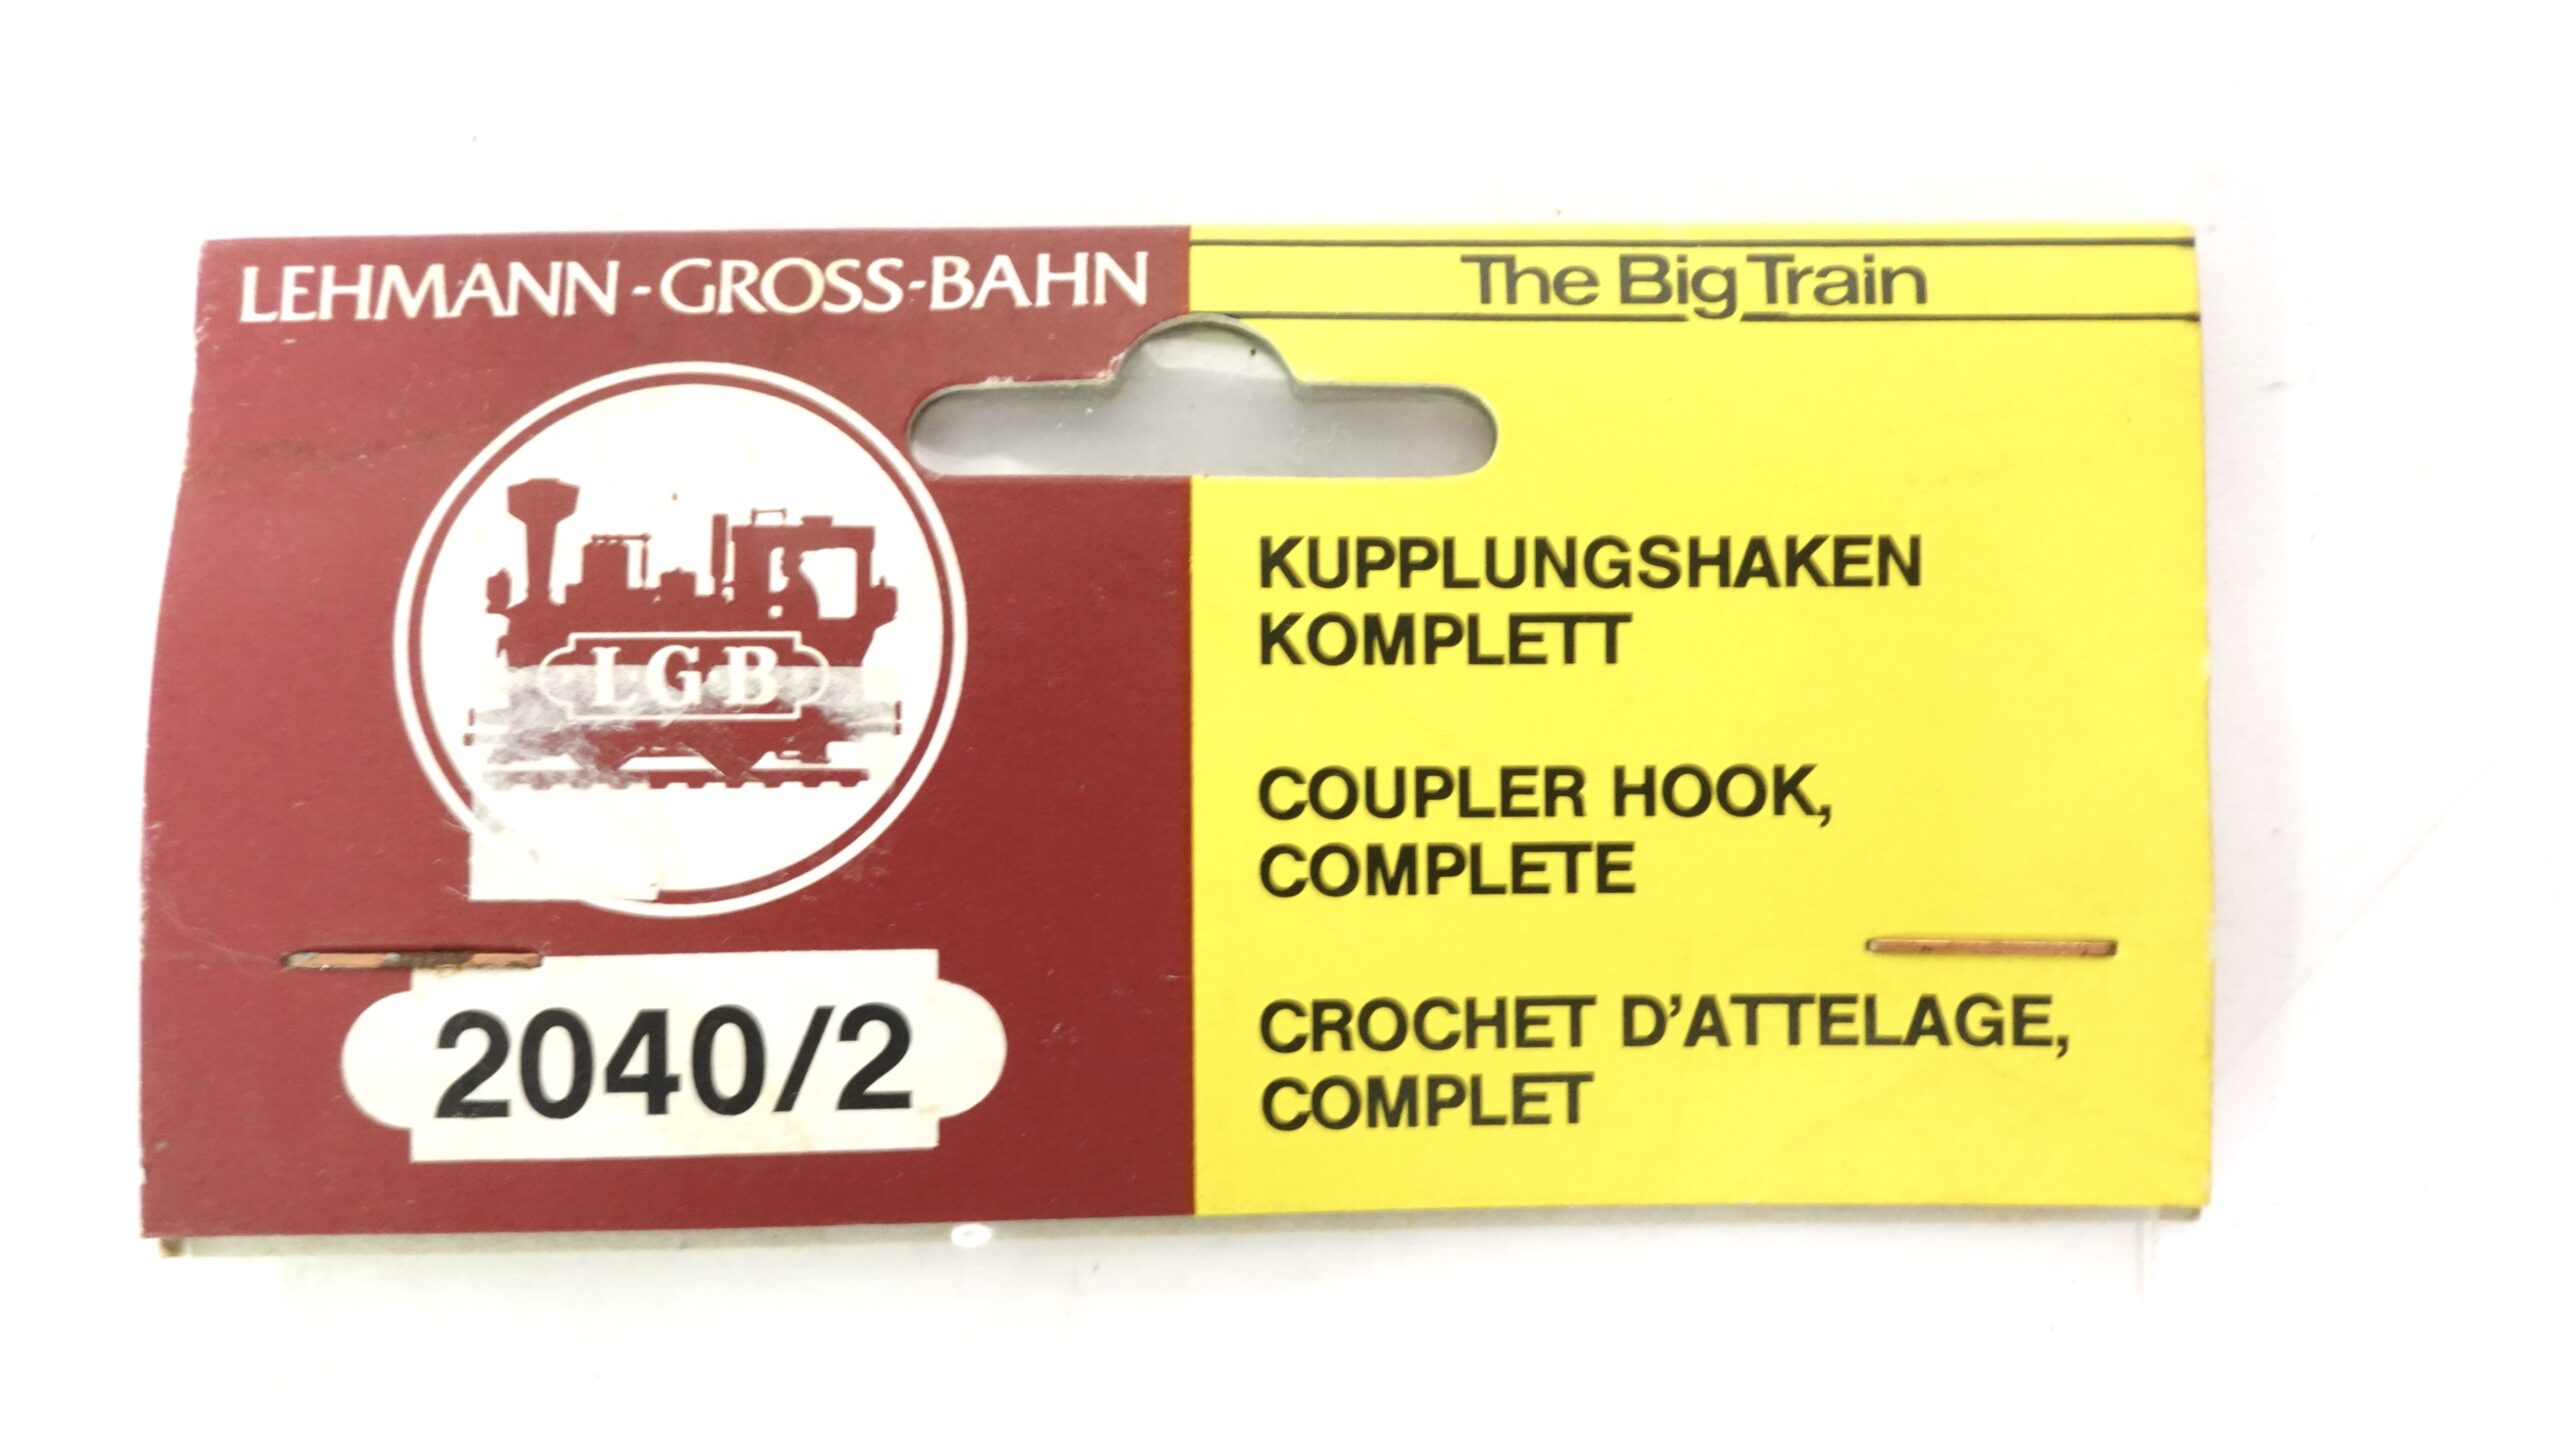 LEHMANN-GROSS-BAHN
LGB
2040/2
The Big Train
KUPPLUNGSHAKEN
KOMPLETT
COUPLER HOOK,
COMPLETE
CROCHET D'ATTELAGE,
COMPLET